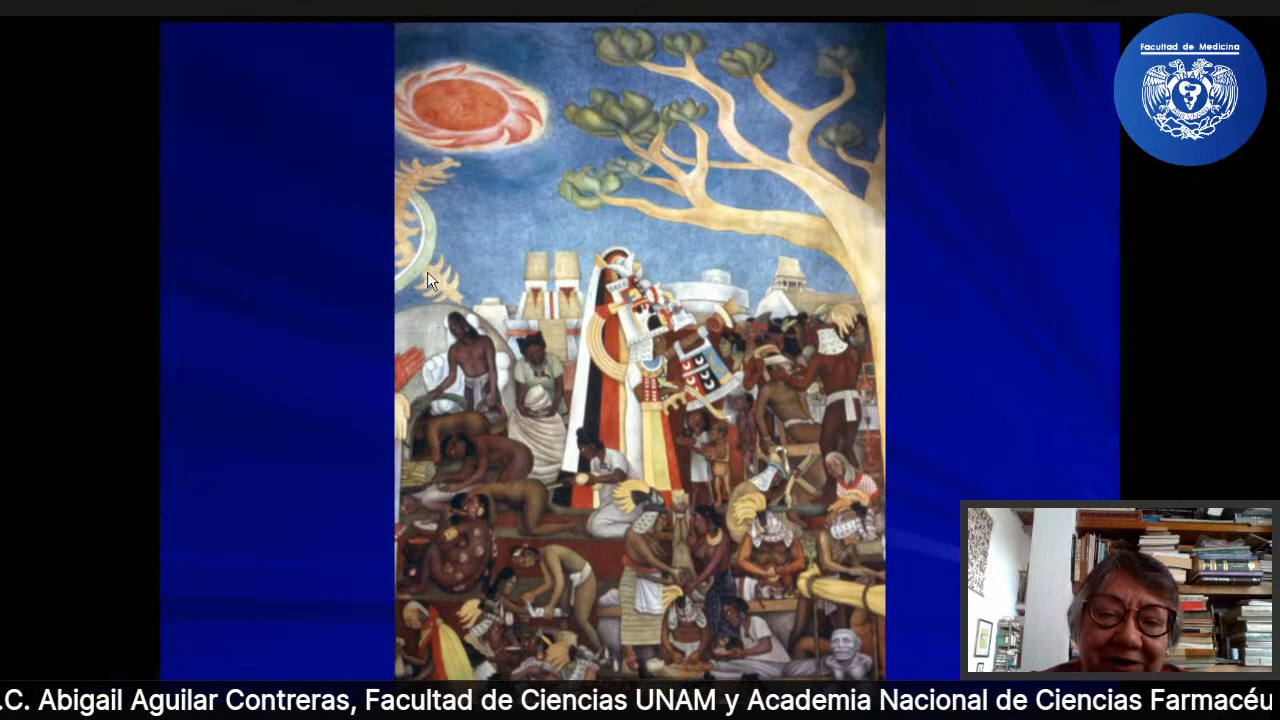 Facultad de Medicina
.C. Abigail Aguilar Contreras, Facultad de Ciencias UNAM y Academia Nacional de Ciencias Farmacéu